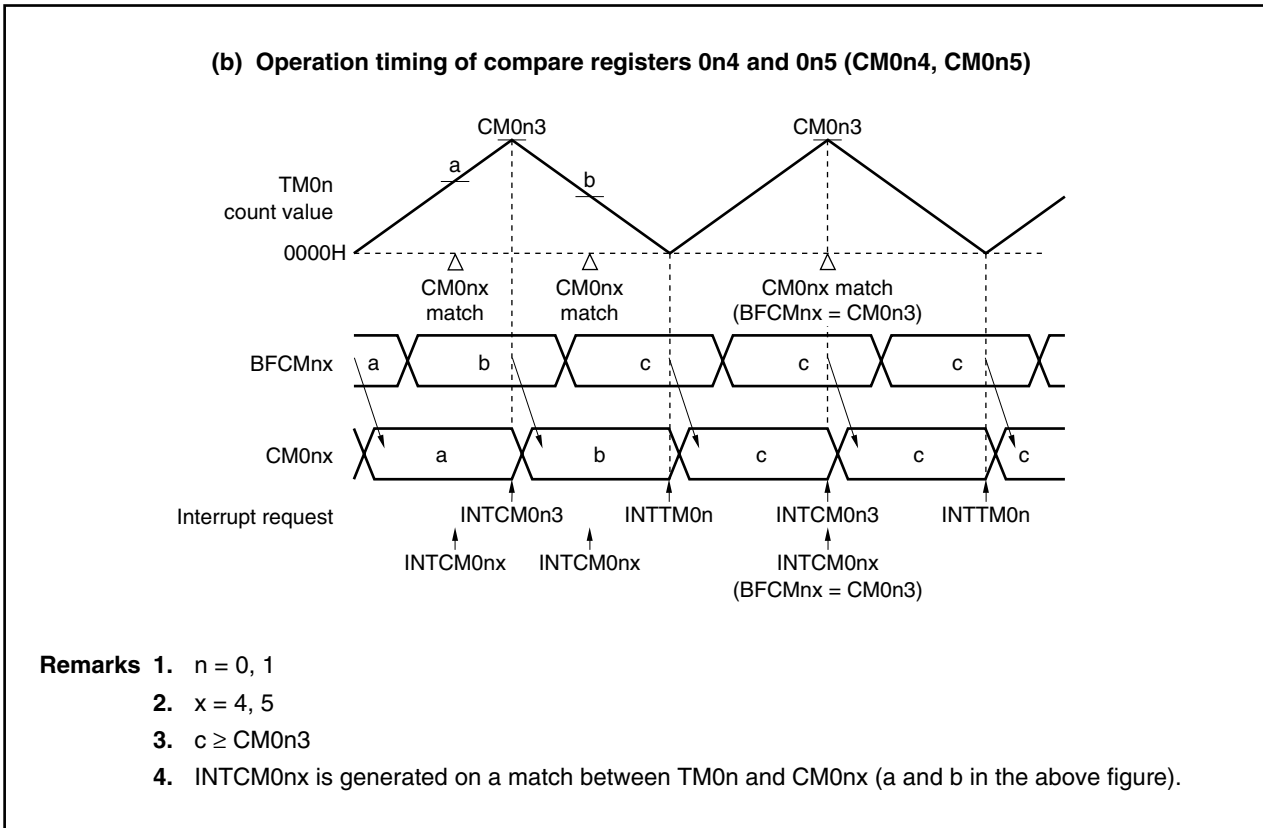 (b) Operation timing of compare registers 0n4 and 0n5 (CM0n4, CM0n5)
CM0n3 CM0n3
a
b
TM0n
count value
0000H
CM0nx
match
CM0nx
match
CM0nx match
(BFCMnx = CM0n3)
BFCMnx a b c c c
CM0nx a b c c c
Interrupt request INTCM0n3 INTTM0n INTCM0n3 INTTM0n
INTCM0nx INTCM0nx INTCM0nx
(BFCMnx = CM0n3)
Remarks 1. n = 0, 1
2. x = 4, 5
3. c ≥ CM0n3
4. INTCM0nx is generated on a match between TM0n and CM0nx (a and b in the above figure).